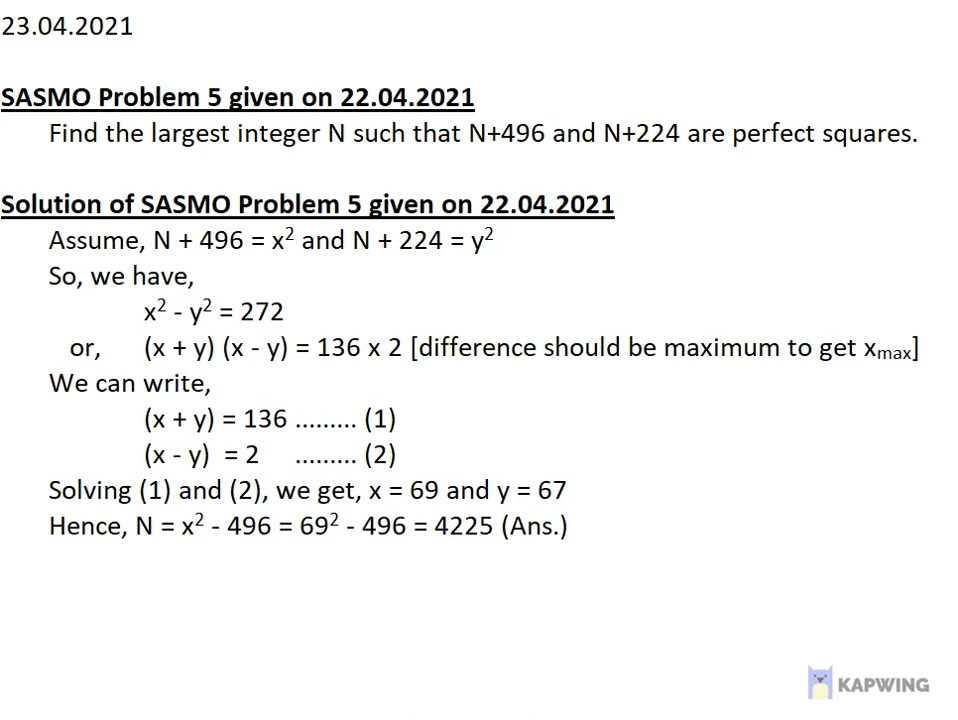 23.04.2021
SASMO Problem 5 given on 22.04.2021
Find the largest integer N such that N+496 and N+224 are perfect squares.
Solution of SASMO Problem 5 given on 22.04.2021
Assume, N + 496 = x² and N + 224 = y²
So, we have,
x² - y² = 272
or, (x + y) (x - y) = 136 x 2 [difference should be maximum to get xₘₐₓ]
We can write,
(x + y) = 136 ......... (1)
(x - y) = 2 ......... (2)
Solving (1) and (2), we get, x = 69 and y = 67
Hence, N = x² - 496 = 69² - 496 = 4225 (Ans.)
KAPWING